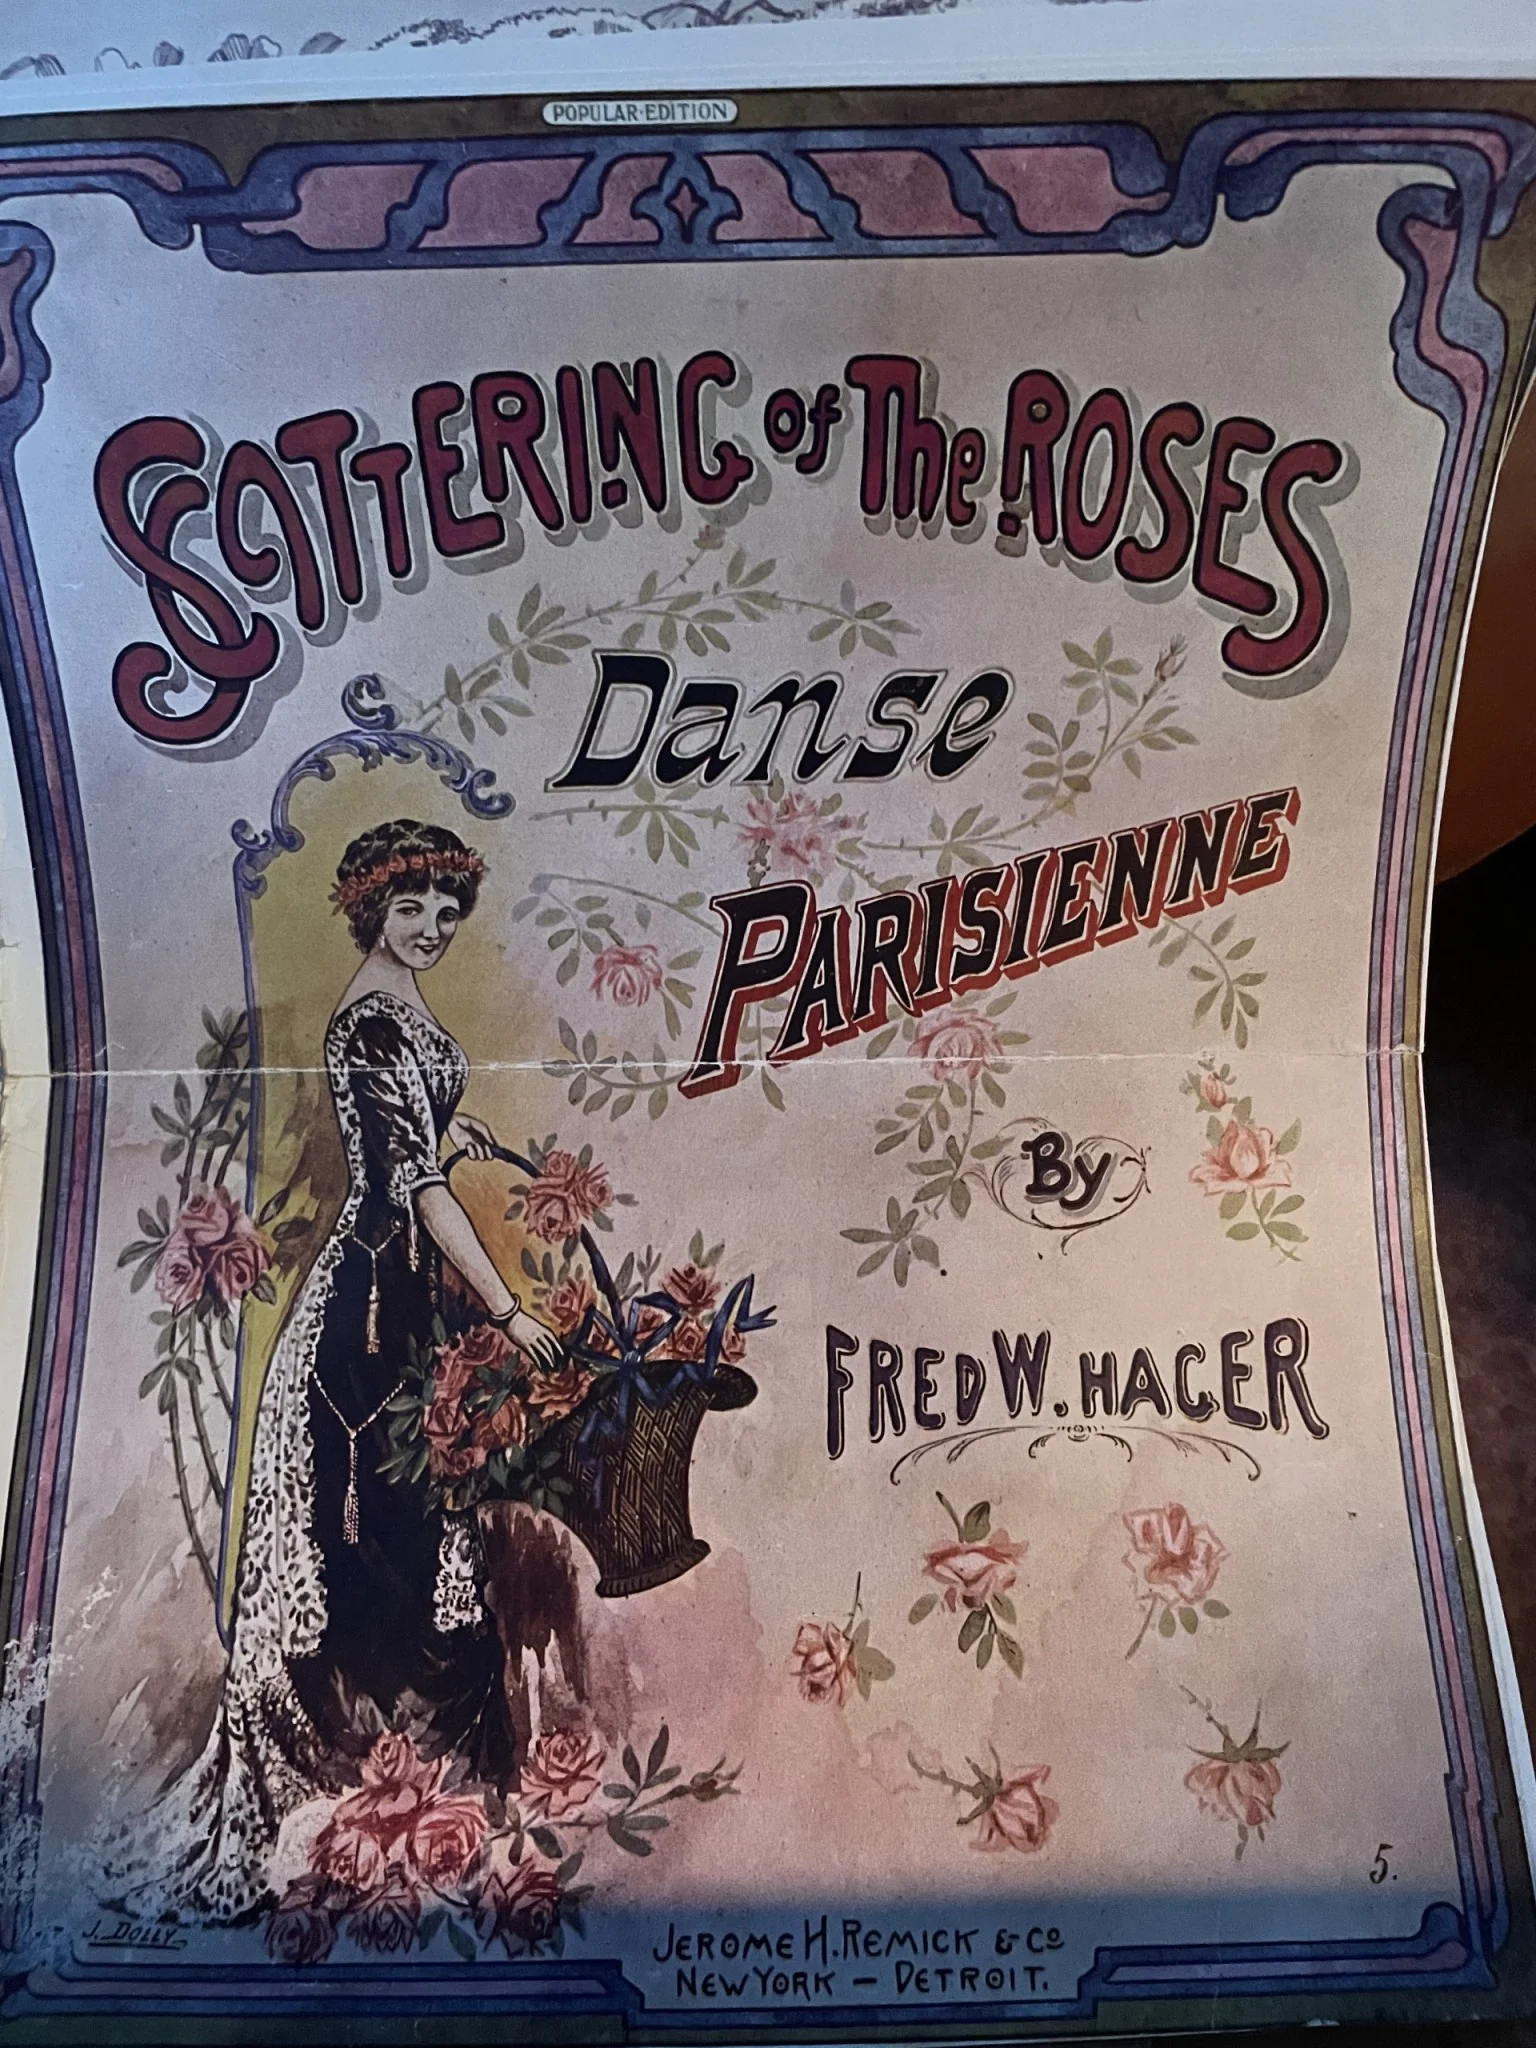 POPULAR·EDITION
SCATTERING of The ROSES
Danse
PARISIENNE
By
FRED W. HAGER
5.
J. DOLLY
JEROME H. REMICK & Co
NEW YORK – DETROIT.